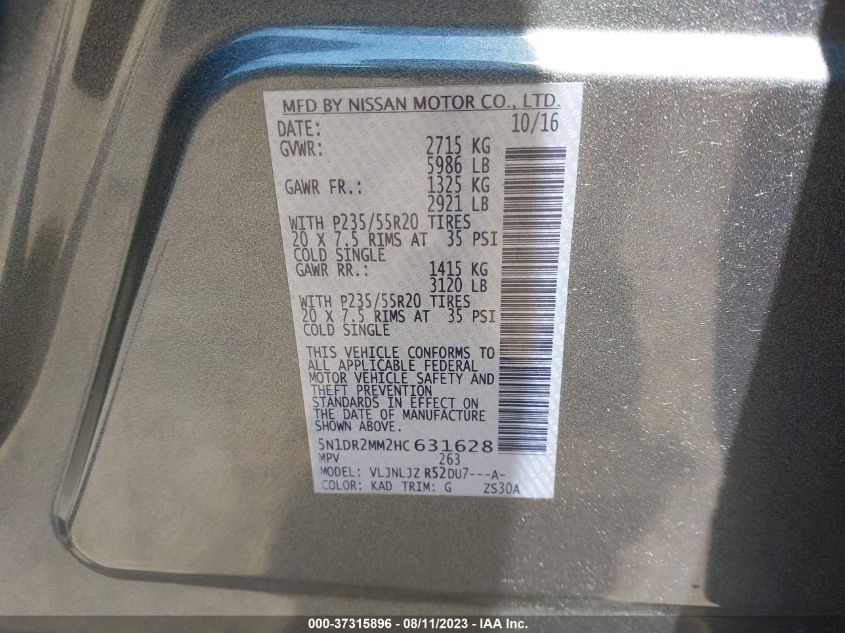 MFD BY NISSAN MOTOR CO., LTD.
DATE: 10/16
GVWR: 2715 KG
5986 LB
GAWR FR.: 1325 KG
2921 LB
WITH P235/55R20 TIRES
20 X 7.5 RIMS AT 35 PSI
COLD SINGLE
GAWR RR.: 1415 KG
3120 LB
WITH P235/55R20 TIRES
20 X 7.5 RIMS AT 35 PSI
COLD SINGLE
THIS VEHICLE CONFORMS TO
ALL APPLICABLE FEDERAL
MOTOR VEHICLE SAFETY AND
THEFT PREVENTION
STANDARDS IN EFFECT ON
THE DATE OF MANUFACTURE
SHOWN ABOVE.
5N1DR2MM2HC631628
MPV 263
MODEL: VLJNLJZ R52DU7---A-
COLOR: KAD TRIM: G ZS30A
000-37315896 - 08/11/2023 - IAA Inc.